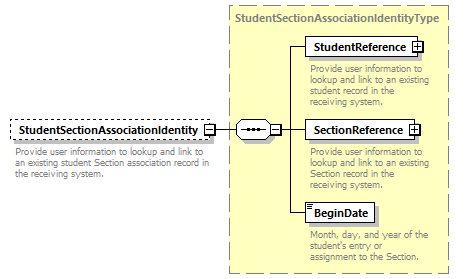 StudentSectionAssociationIdentityType
StudentReference
Provide user information to
lookup and link to an existing
student record in the
receiving system.
StudentSectionAssociationIdentity
Provide user information to lookup and link to
an existing student Section association record in
the receiving system.
SectionReference
Provide user information to
lookup and link to an existing
Section record in the
receiving system.
BeginDate
Month, day, and year of the
student's entry or
assignment to the Section.